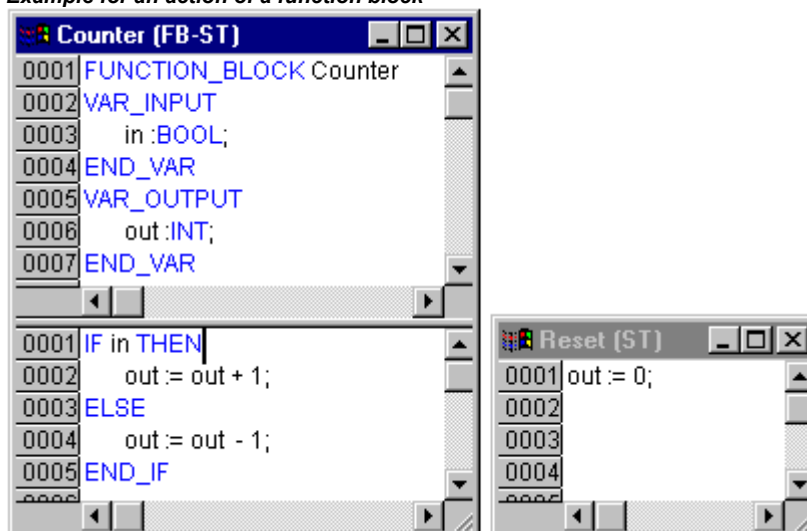 Example for an action of a function block
Counter (FB-ST)
0001 FUNCTION_BLOCK Counter
0002 VAR_INPUT
0003 in :BOOL;
0004 END_VAR
0005 VAR_OUTPUT
0006 out :INT;
0007 END_VAR
0001 IF in THEN
0002 out := out + 1;
0003 ELSE
0004 out := out - 1;
0005 END_IF
Reset (ST)
0001 out := 0;
0002
0003
0004